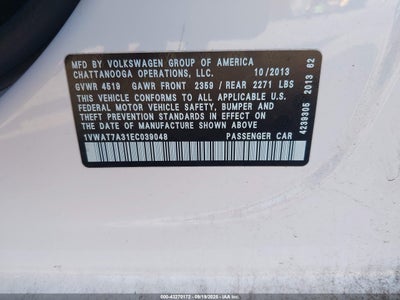 MFD BY VOLKSWAGEN GROUP OF AMERICA
CHATTANOOGA OPERATIONS, LLC. 10/2013
GVWR 4519 GAWR FRONT 2359 / REAR 2271 LBS
THIS VEHICLE CONFORMS TO ALL APPLICABLE U.S.
FEDERAL MOTOR VEHICLE SAFETY, BUMPER AND
THEFT PREVENTION STANDARDS IN EFFECT ON
THE DATE OF MANUFACTURE SHOWN ABOVE
1VWAT7A31EC039048 PASSENGER CAR
4239305 2013 62
500-43270173 - 09/19/2025 - IAA Inc.